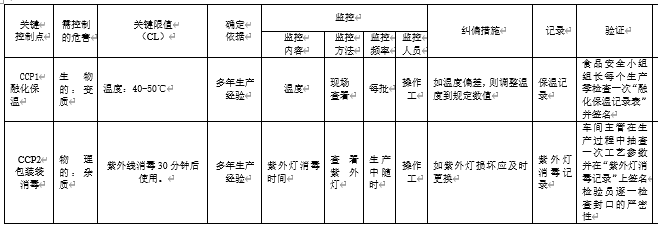 关键
控制点
需控制
的危害
关键限值
（CL）
确定
依据
监控
监控
内容
监控
方法
监控
频率
监控
人员
纠偏措施
记录
验证
CCP1
融化保
温
生物
的：变
质
温度：40-50℃
多年生产
经验
温度
现场
查看
每批
操作
工
如温度偏差，则调整温
度到规定数值
保温记
录
食品安全小组
组长每个生产
季检查一次“融
化保温记录表”
并签名
CCP2
包装袋
消毒
物理
的：杂
质
紫外线消毒30分钟后
使用。
多年生产
经验
紫外灯消毒
时间
查看
紫外
灯
生产
中随
时
操作
工
如紫外灯损坏应及时
更换
紫外灯
消毒记
录
车间主管在生
产过程中抽查
一次工艺参数
并在“紫外灯消
毒记录”上签名
检验员逐一检
查封口的严密
性